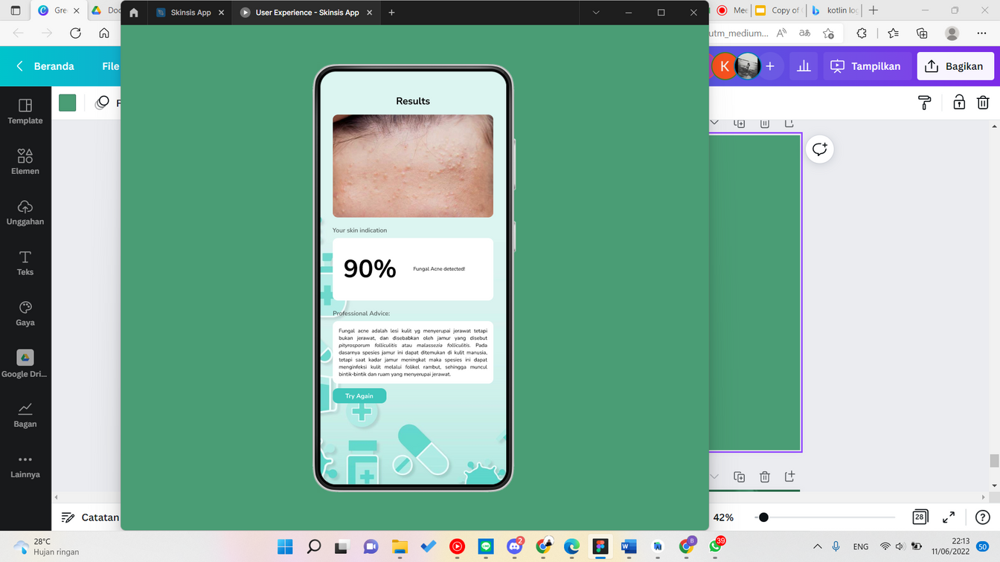 Gre
Doc
Skinsis App
User Experience - Skinsis App
Mee
Copy of
kotlin log
utm_medium...
Beranda
File
K
Tampilkan
Bagikan
Template
Elemen
Unggahan
Teks
Gaya
Google Dri...
Bagan
Lainnya
Results
Your skin indication
90%
Fungal Acne detected!
Professional Advice:
Fungal acne adalah lesi kulit yg menyerupai jerawat tetapi
bukan jerawat, dan disebabkan oleh jamur yang disebut
pityrosporum folliculitis atau malassezia folliculitis. Pada
dasarnya spesies jamur ini dapat ditemukan di kulit manusia,
tetapi saat kadar jamur meningkat maka spesies ini dapat
menginfeksi kulit melalui folikel rambut, sehingga muncul
bintik-bintik dan ruam yang menyerupai jerawat.
Try Again
Catatan
42%
28
28°C
Hujan ringan
2
B
39
ENG
22:13
11/06/2022
50